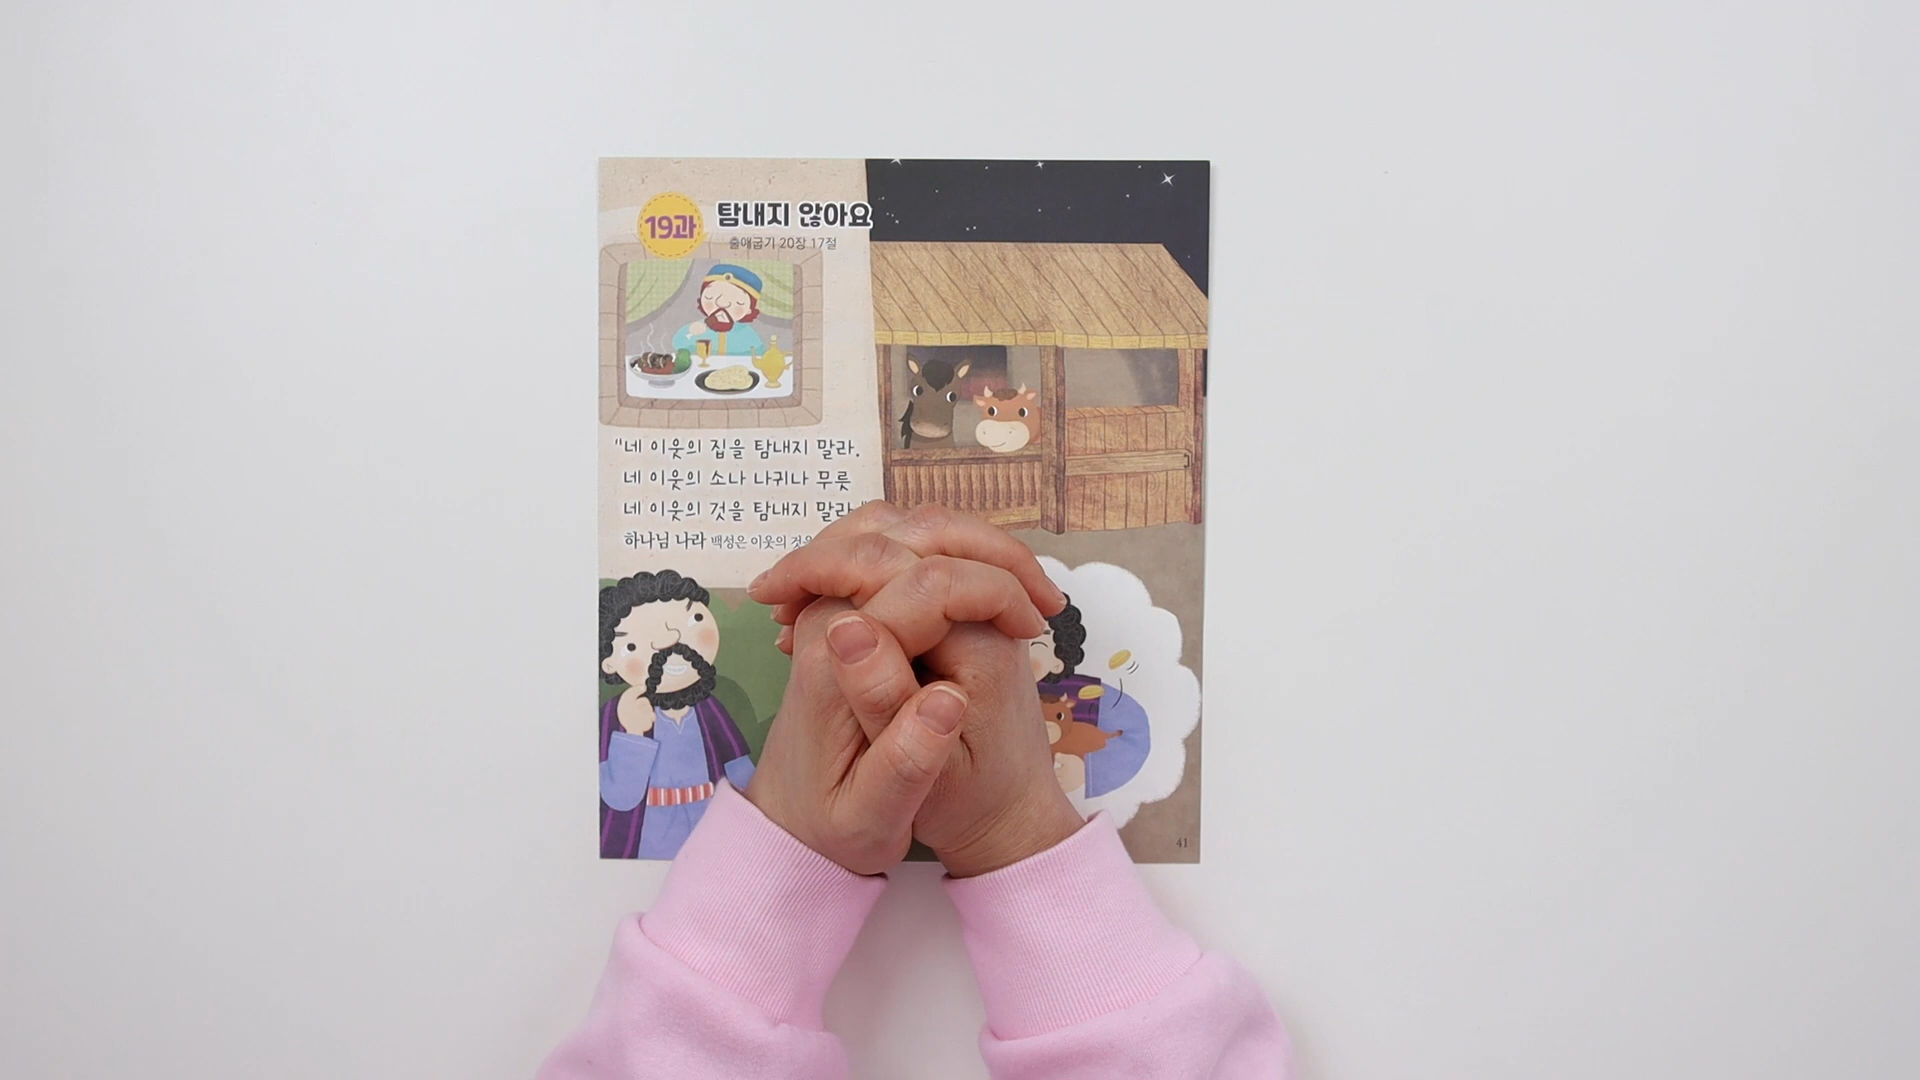 19과
탐내지 않아요
출애굽기 20장 17절
"네 이웃의 집을 탐내지 말라.
네 이웃의 소나 나귀나 무릇
네 이웃의 것을 탐내지 말라."
하나님 나라 백성은 이웃의 것을
41